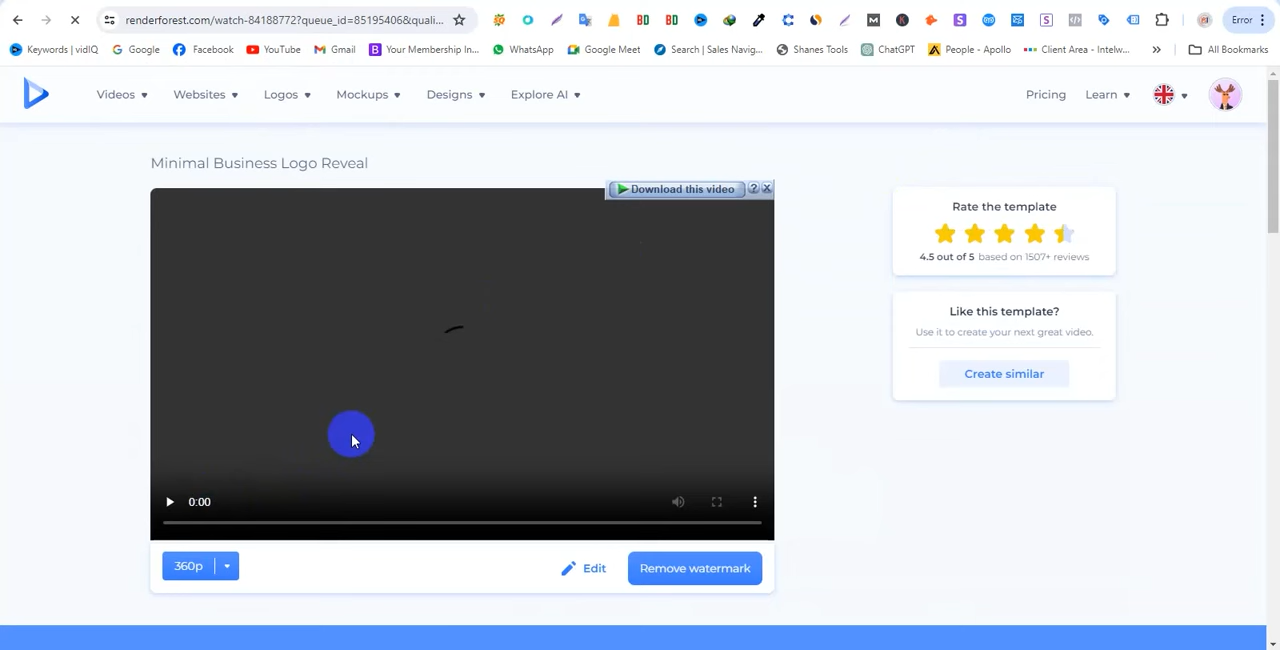 renderforest.com/watch-84188772?queue_id=85195406&quali...
Error
Keywords | vidIQ
Google
Facebook
YouTube
Gmail
Your Membership In...
WhatsApp
Google Meet
Search | Sales Navig...
Shanes Tools
ChatGPT
People - Apollo
Client Area - Intelw...
»
All Bookmarks
Videos
Websites
Logos
Mockups
Designs
Explore AI
Pricing
Learn
Minimal Business Logo Reveal
Download this video
?
X
Rate the template
4.5 out of 5 based on 1507+ reviews
Like this template?
Use it to create your next great video.
Create similar
0:00
360p
Edit
Remove watermark